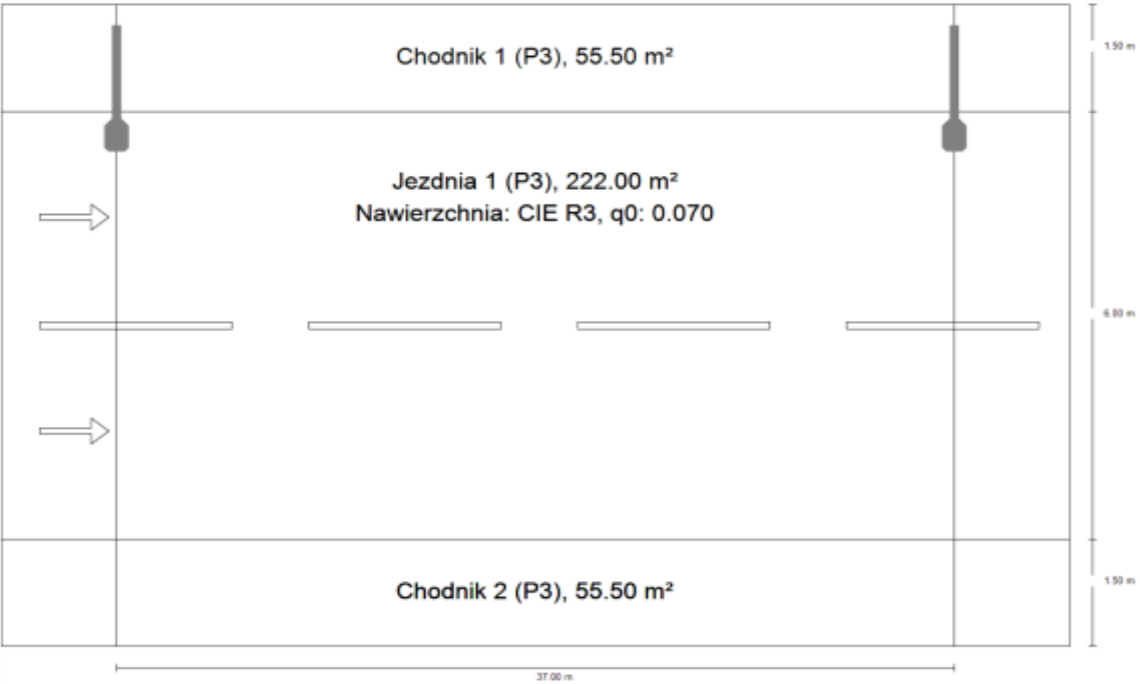 Chodnik 1 (P3), 55.50 m²
1.50 m
Jezdnia 1 (P3), 222.00 m²
Nawierzchnia: CIE R3, q0: 0.070
6.00 m
Chodnik 2 (P3), 55.50 m²
1.50 m
37.00 m